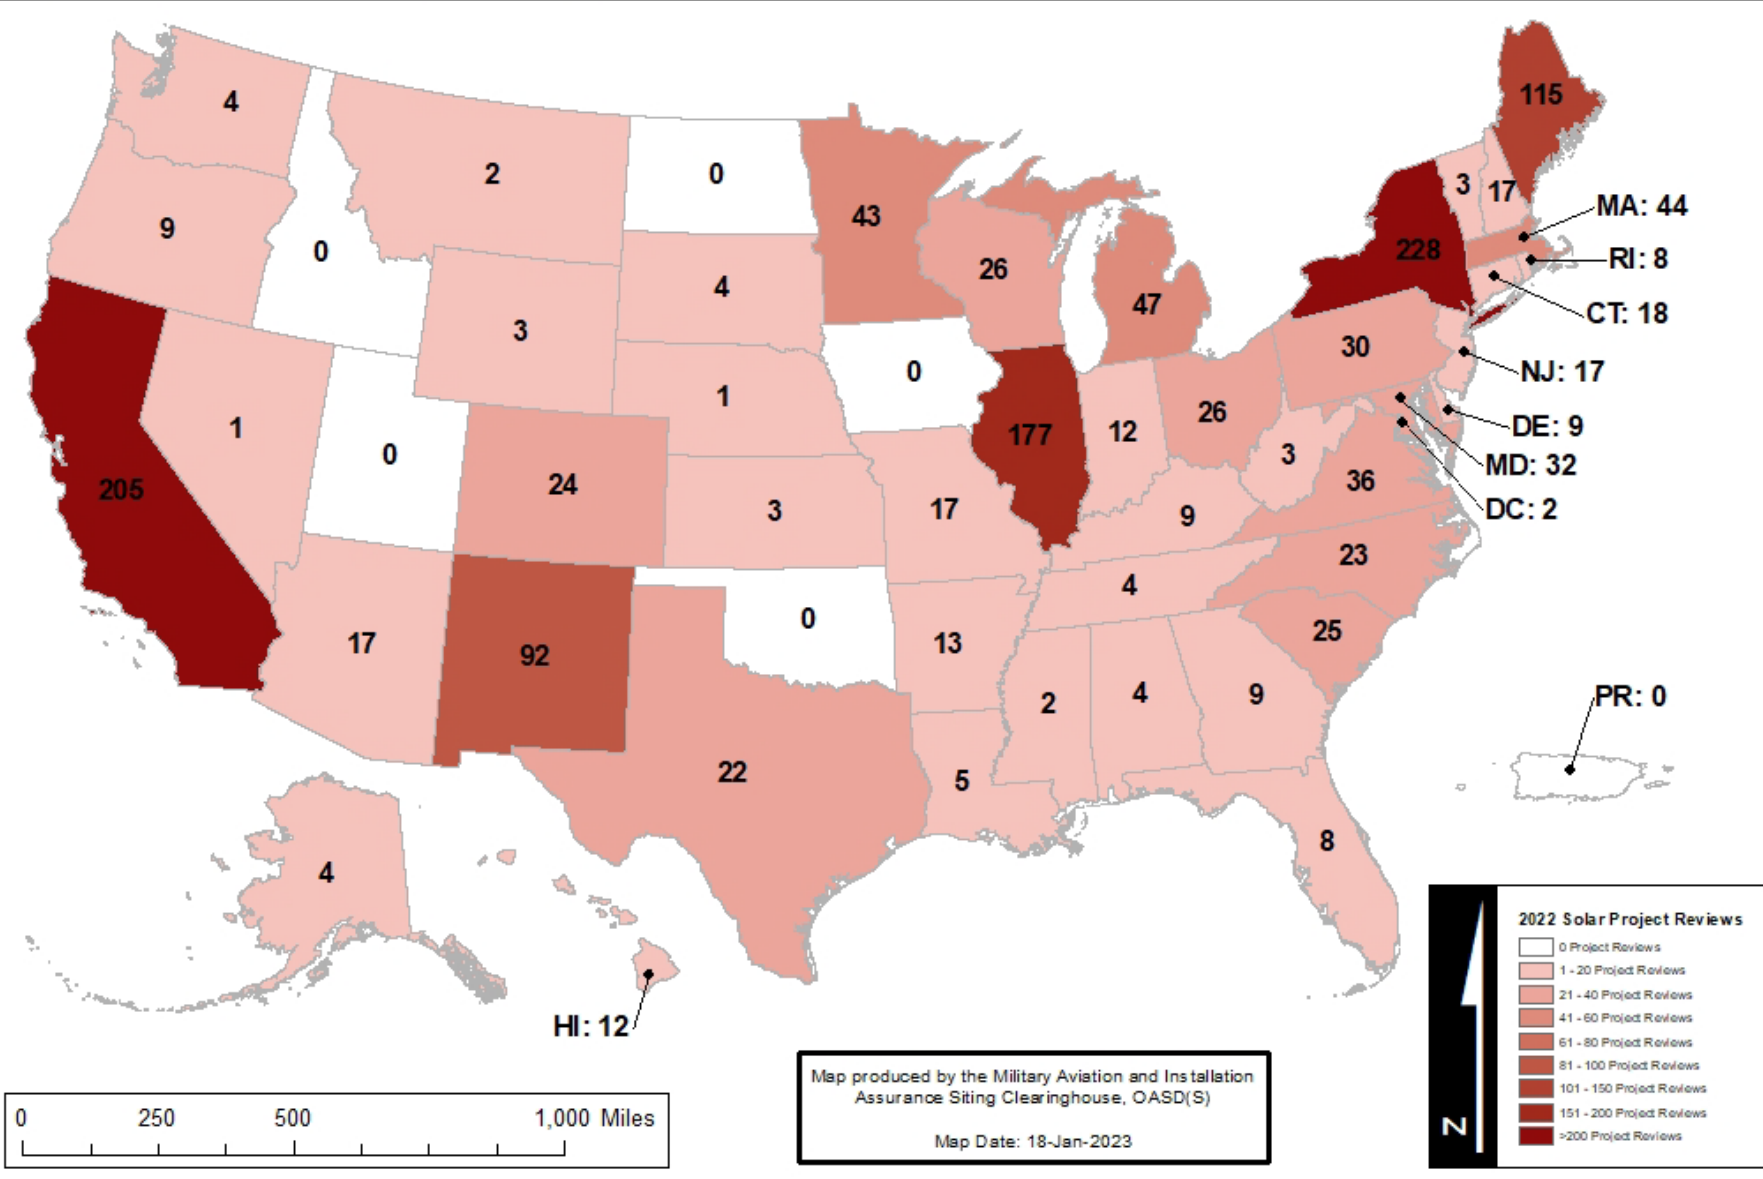 4
115
2
0
3
17
43
MA: 44
9
0
228
26
RI: 8
4
47
CT: 18
3
30
0
NJ: 17
1
1
26
DE: 9
177
12
0
3
MD: 32
205
24
36
3
17
DC: 2
9
23
4
0
25
17
13
92
2
4
9
PR: 0
22
5
8
4
HI: 12
2022 Solar Project Reviews
0 Project Reviews
1 - 20 Project Reviews
21 - 40 Project Reviews
41 - 60 Project Reviews
61 - 80 Project Reviews
81 - 100 Project Reviews
101 - 150 Project Reviews
151 - 200 Project Reviews
>200 Project Reviews
N
Map produced by the Military Aviation and Installation
Assurance Siting Clearinghouse, OASD(S)
Map Date: 18-Jan-2023
0 250 500 1,000 Miles